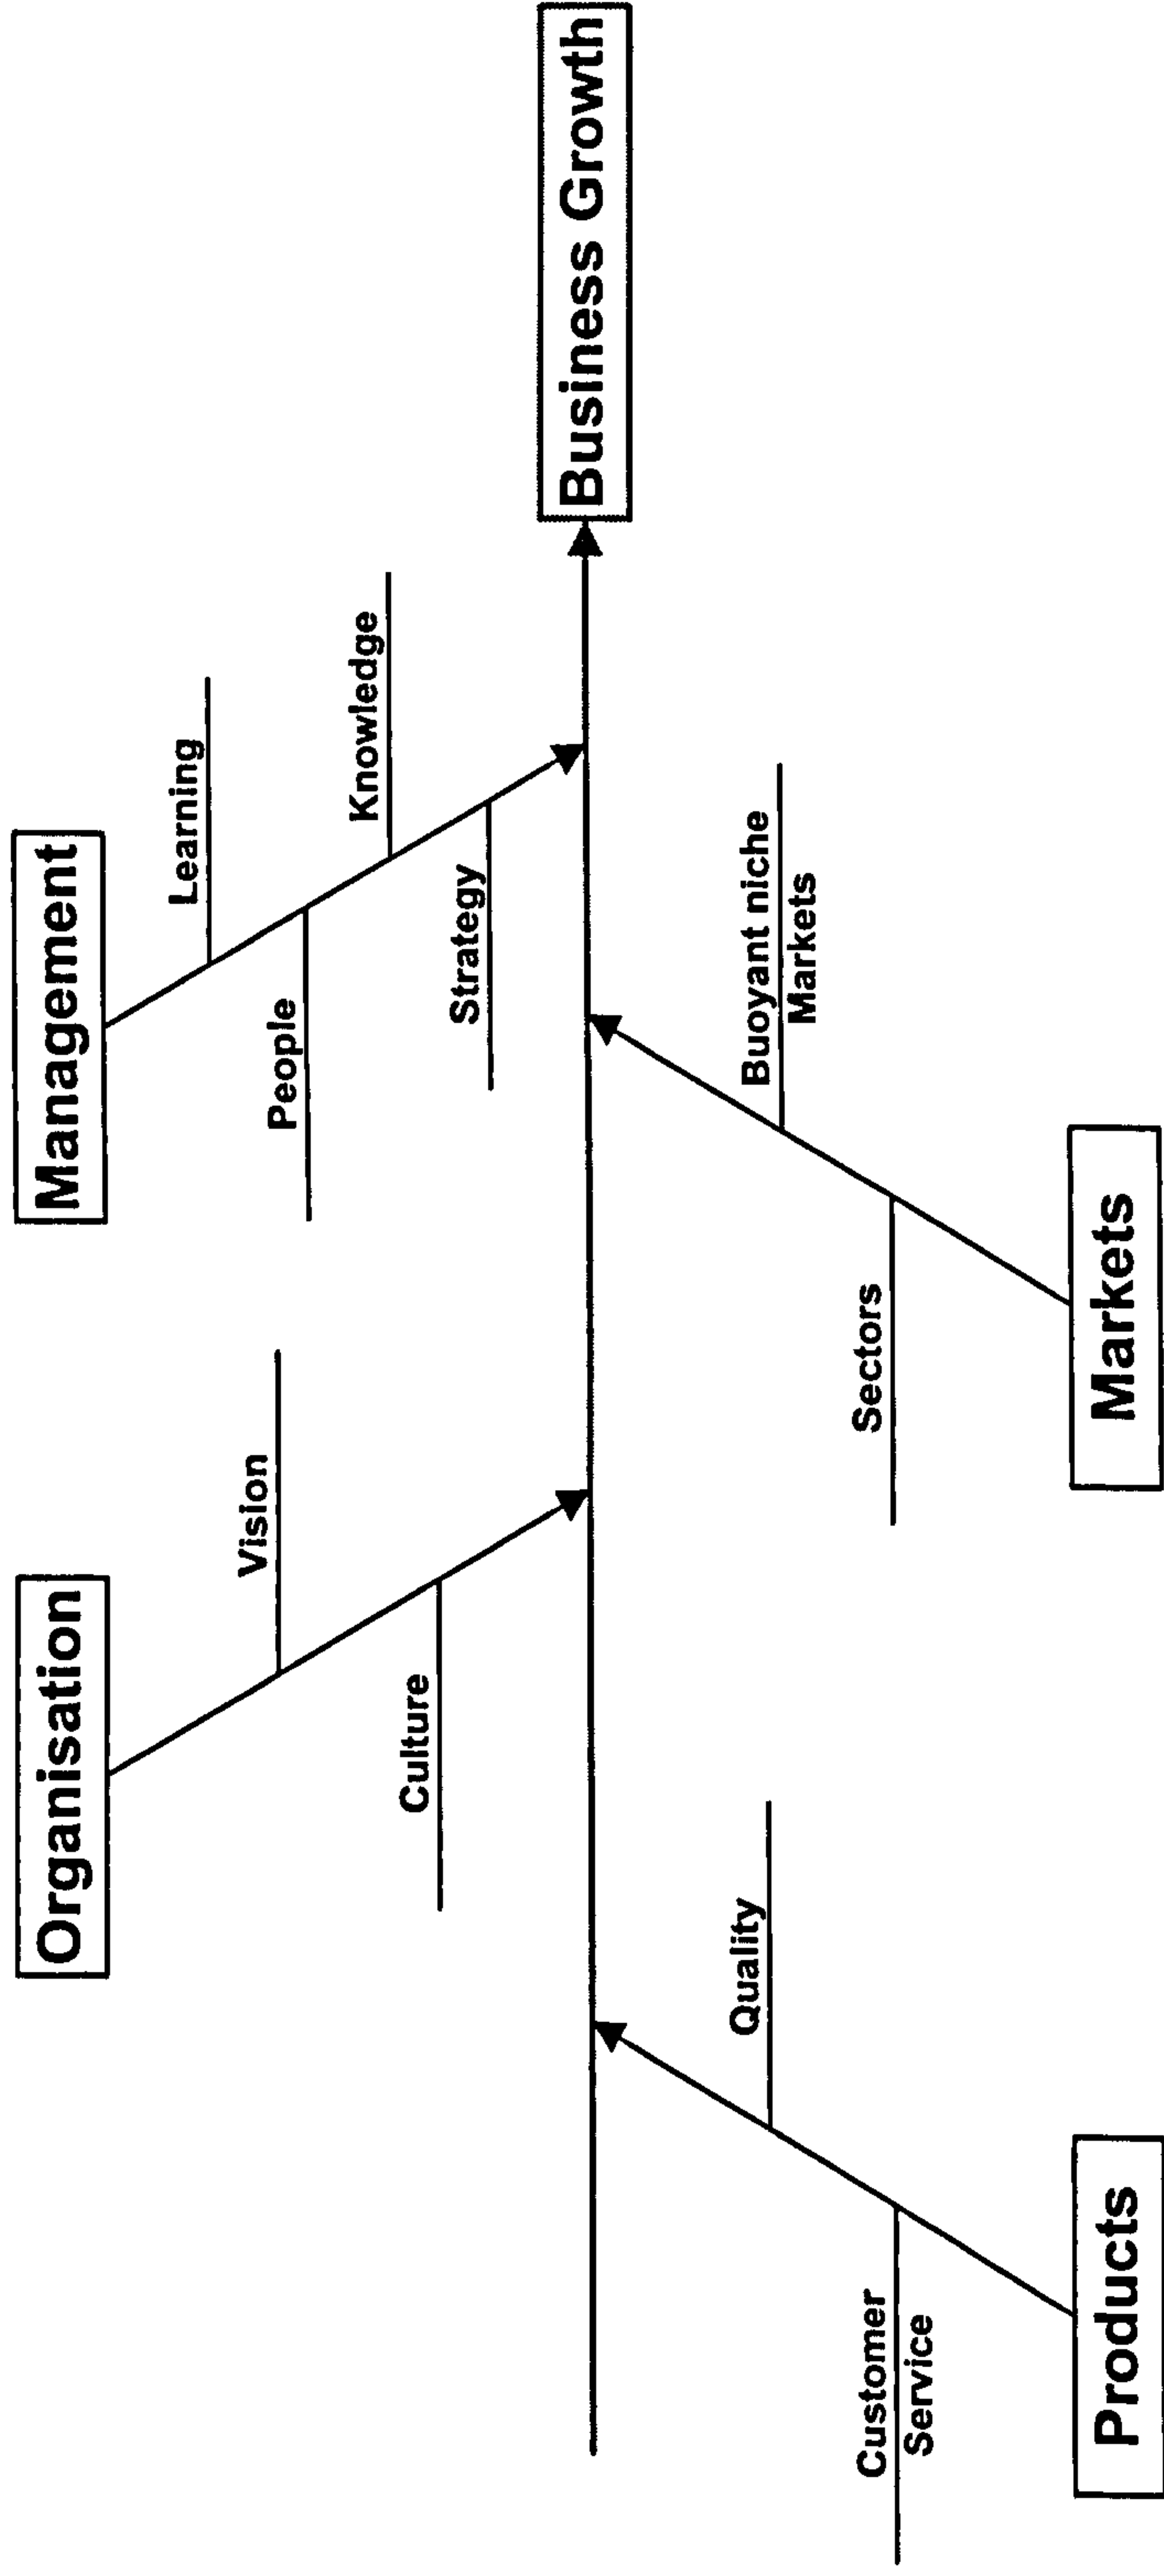 Organisation
Management
Vision
Culture
Learning
People
Knowledge
Strategy
Business Growth
Quality
Customer
Service
Buoyant niche
Markets
Sectors
Products
Markets